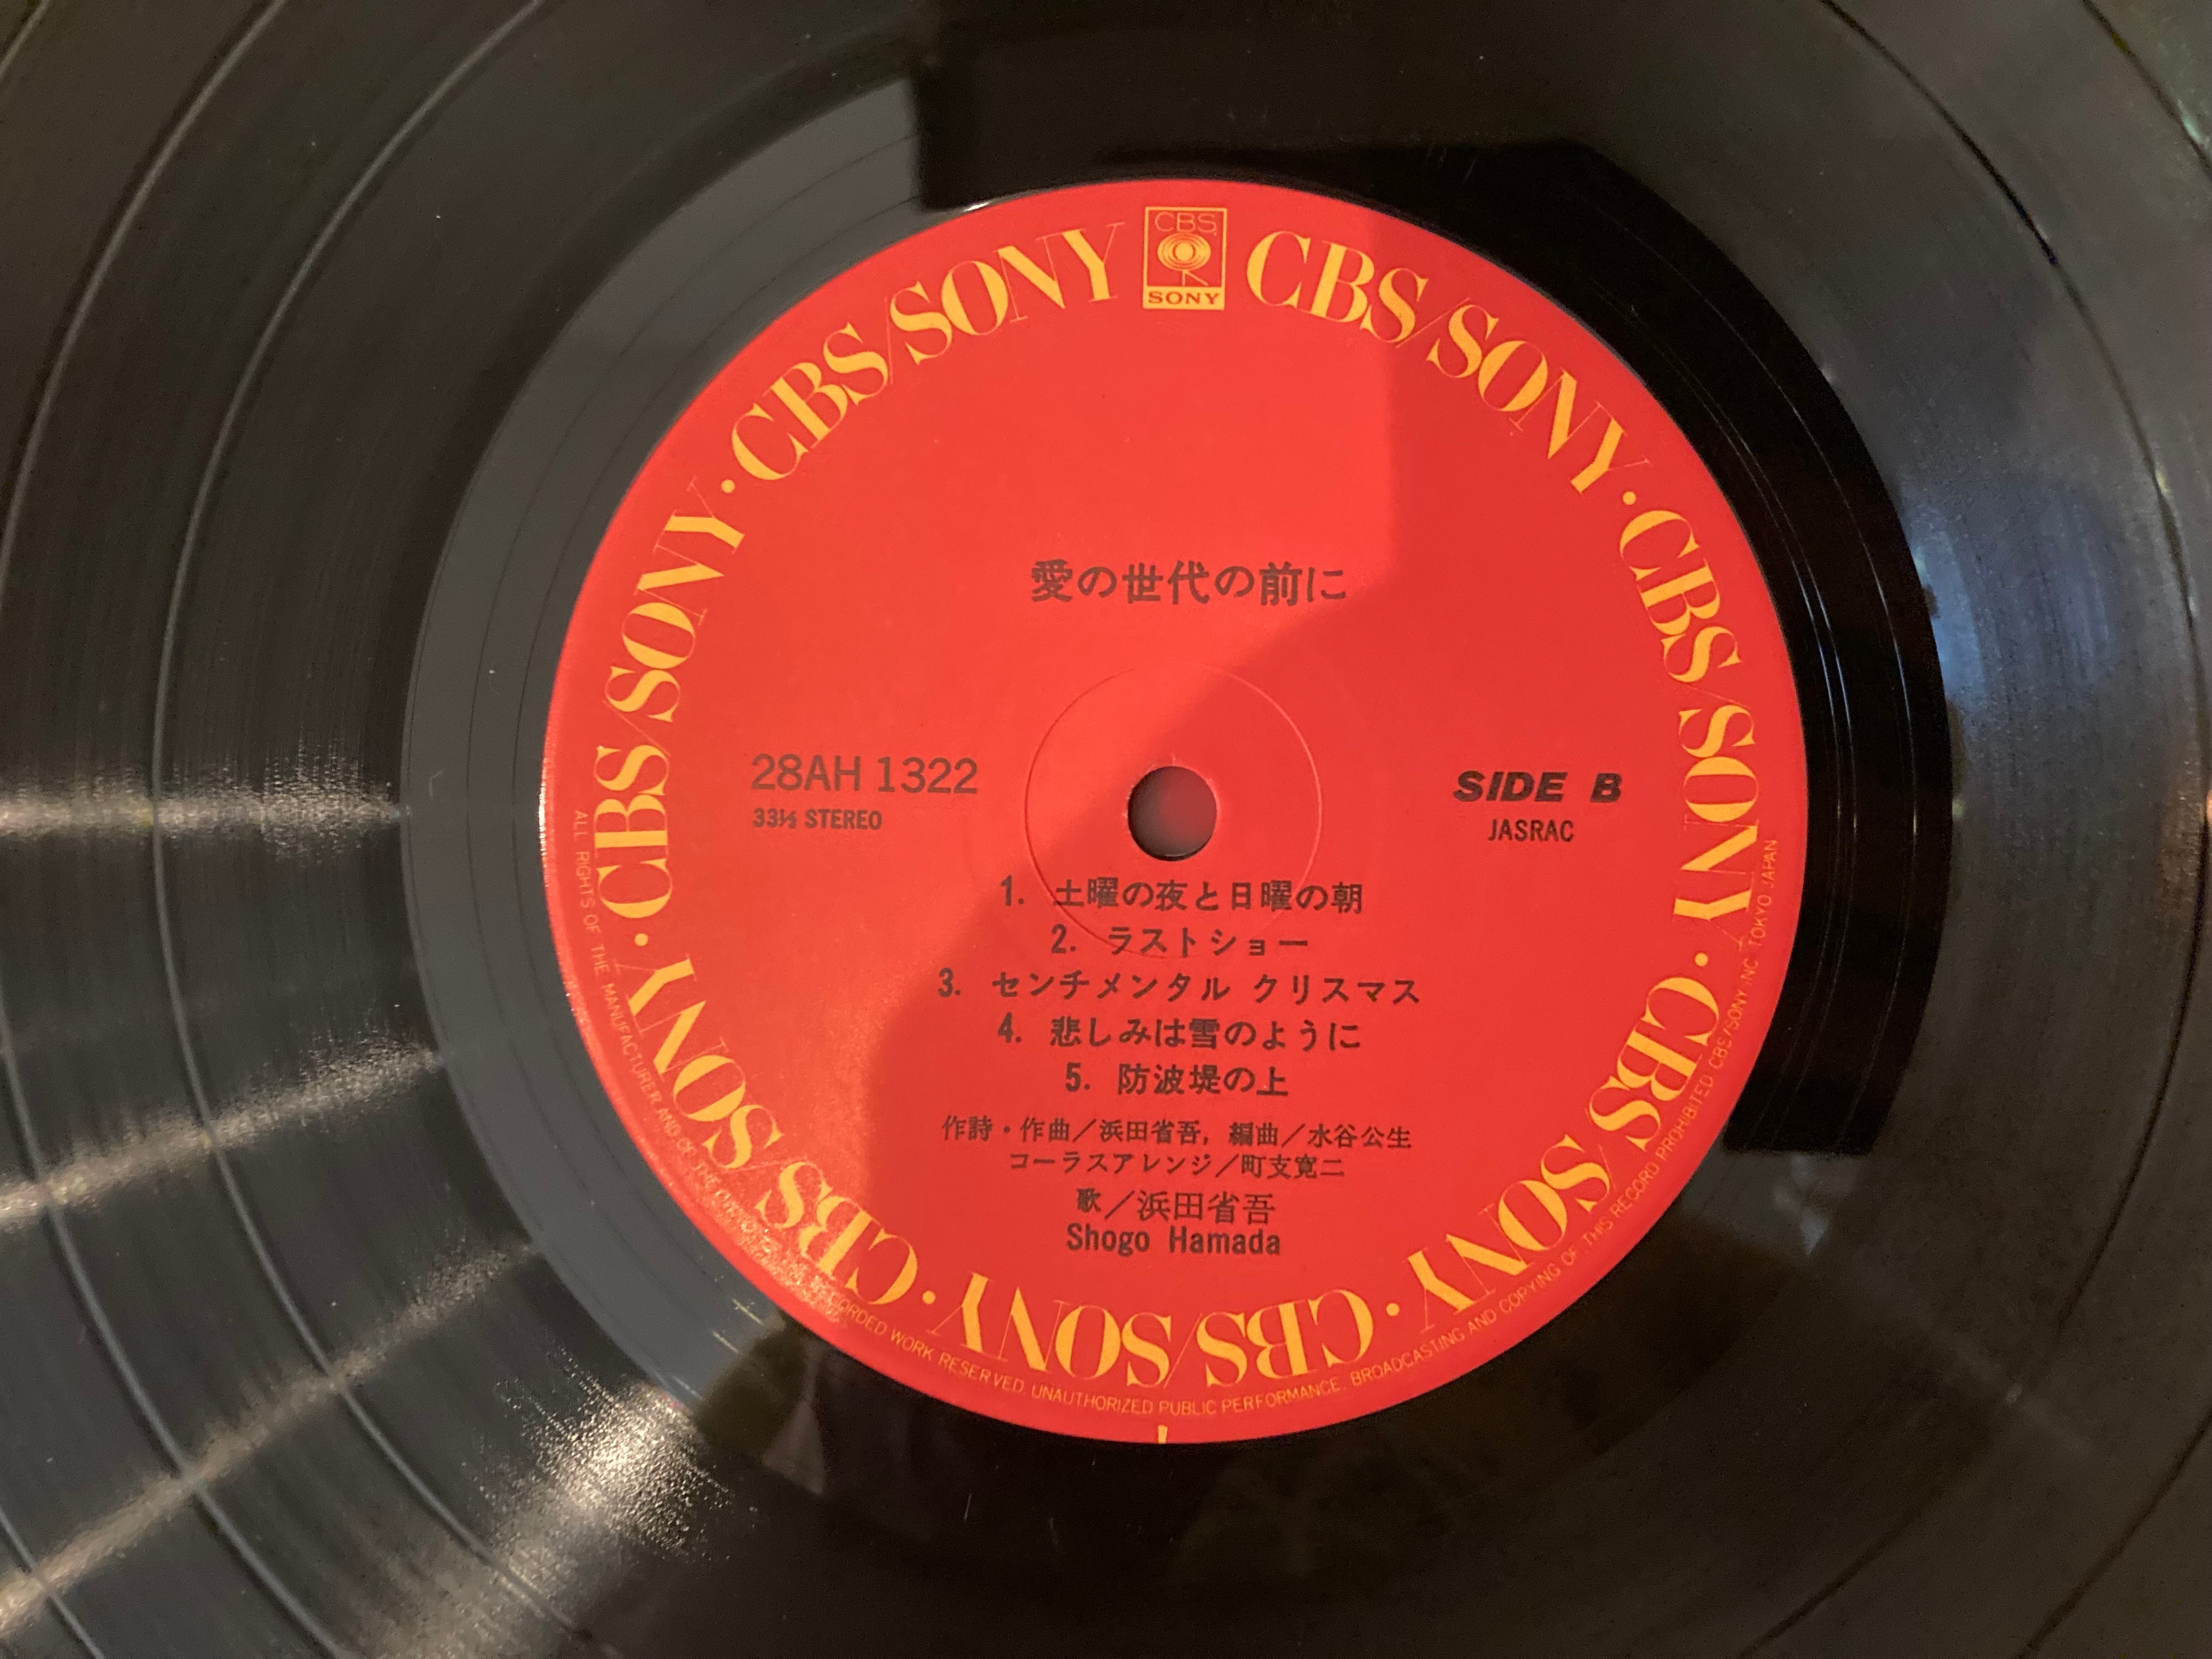 CBS
SONY
CBS/SONY · CBS/SONY · CBS/SONY · CBS/SONY · CBS/SONY · CBS/SONY · CBS/SONY · CBS/SONY
愛の世代の前に
28AH 1322
33⅓ STEREO
SIDE B
JASRAC
1. 土曜の夜と日曜の朝
2. ラストショー
3. センチメンタル クリスマス
4. 悲しみは雪のように
5. 防波堤の上
作詩・作曲／浜田省吾, 編曲／水谷公生
コーラスアレンジ／町支寛二
歌／浜田省吾
Shogo Hamada
ALL RIGHTS OF THE MANUFACTURER AND OF THE OWNER OF THE RECORDED WORK RESERVED. UNAUTHORIZED PUBLIC PERFORMANCE. BROADCASTING AND COPYING OF THIS RECORD PROHIBITED CBS/SONY INC. TOKYO JAPAN